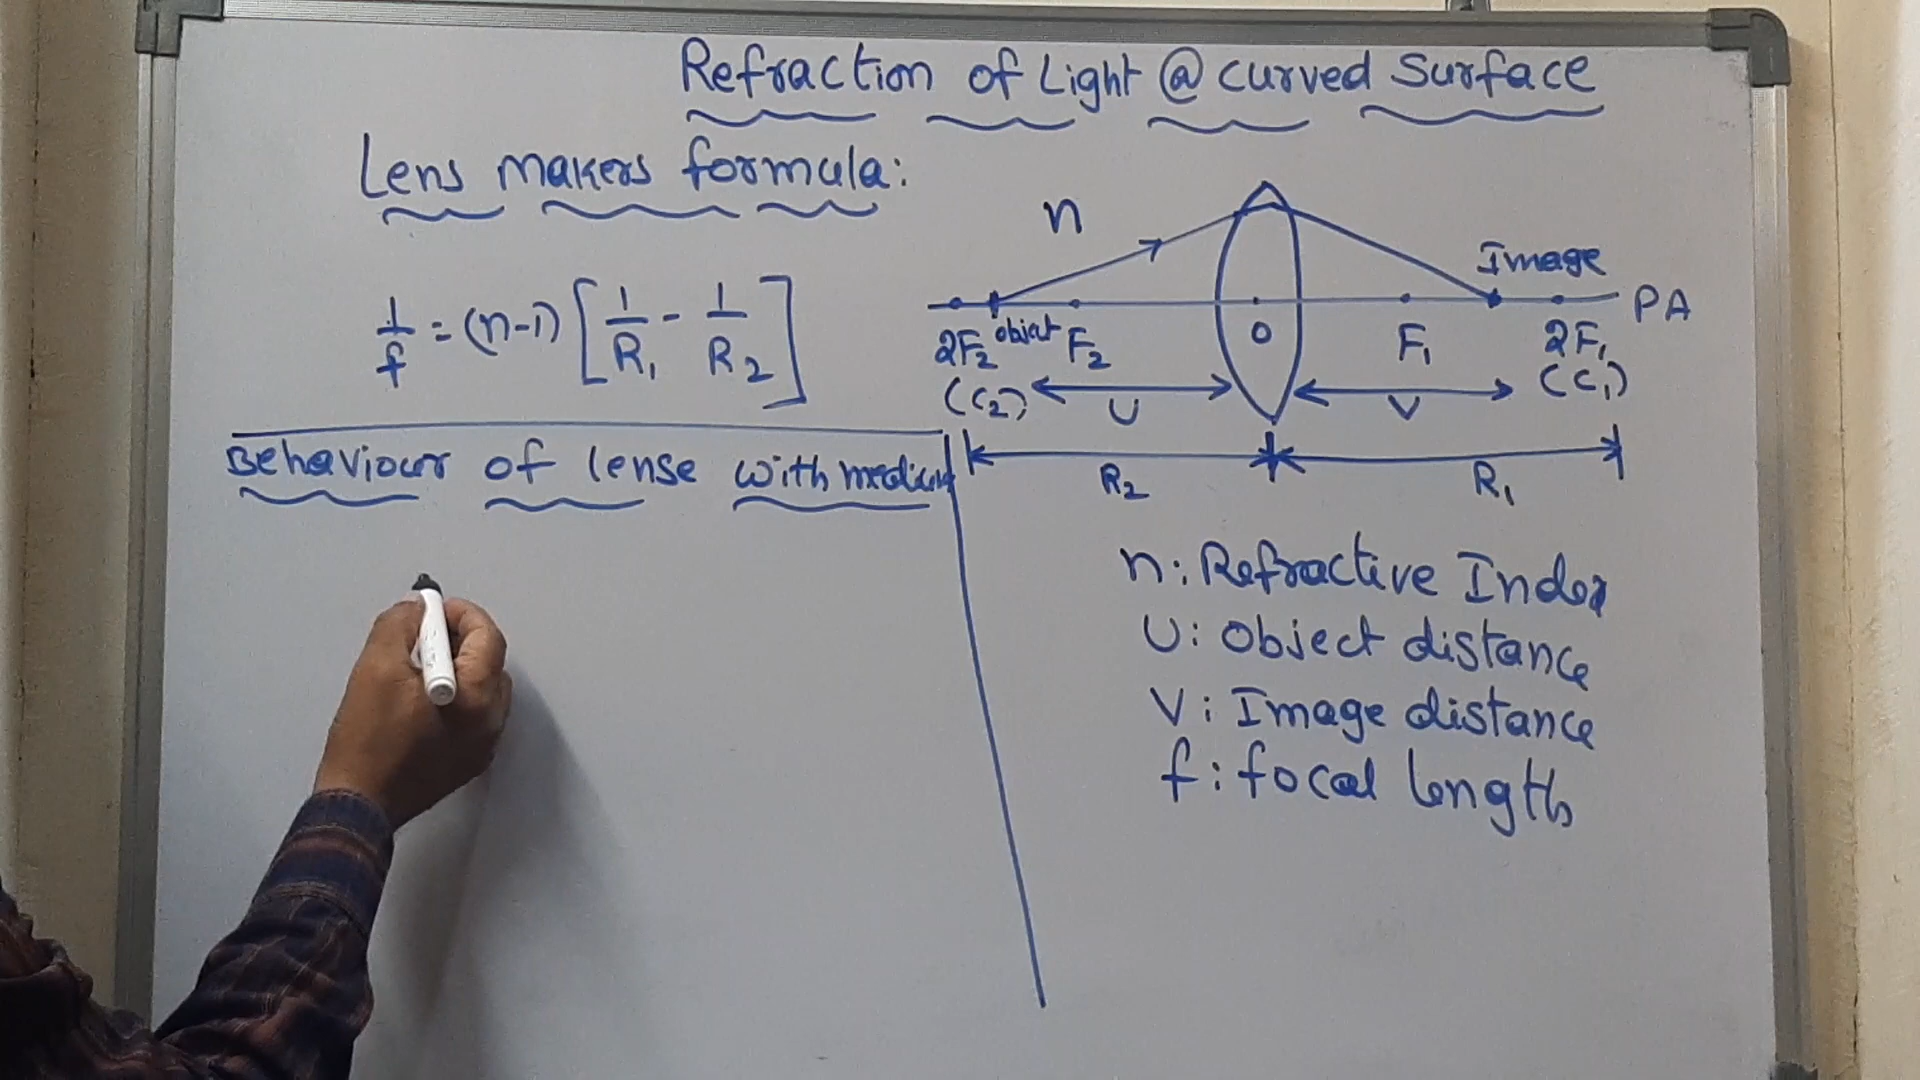 Refraction of Light @ curved Surface
Lens makers formula:
1/f = (n-1) [1/R₁ - 1/R₂]
n
Image
PA
2F₂ object F₂ O F₁ 2F₁
(C₂) (C₁)
U V
R₂ R₁
Behaviour of lense with medium
n: Refractive Index
U: Object distance
V: Image distance
f: focal length